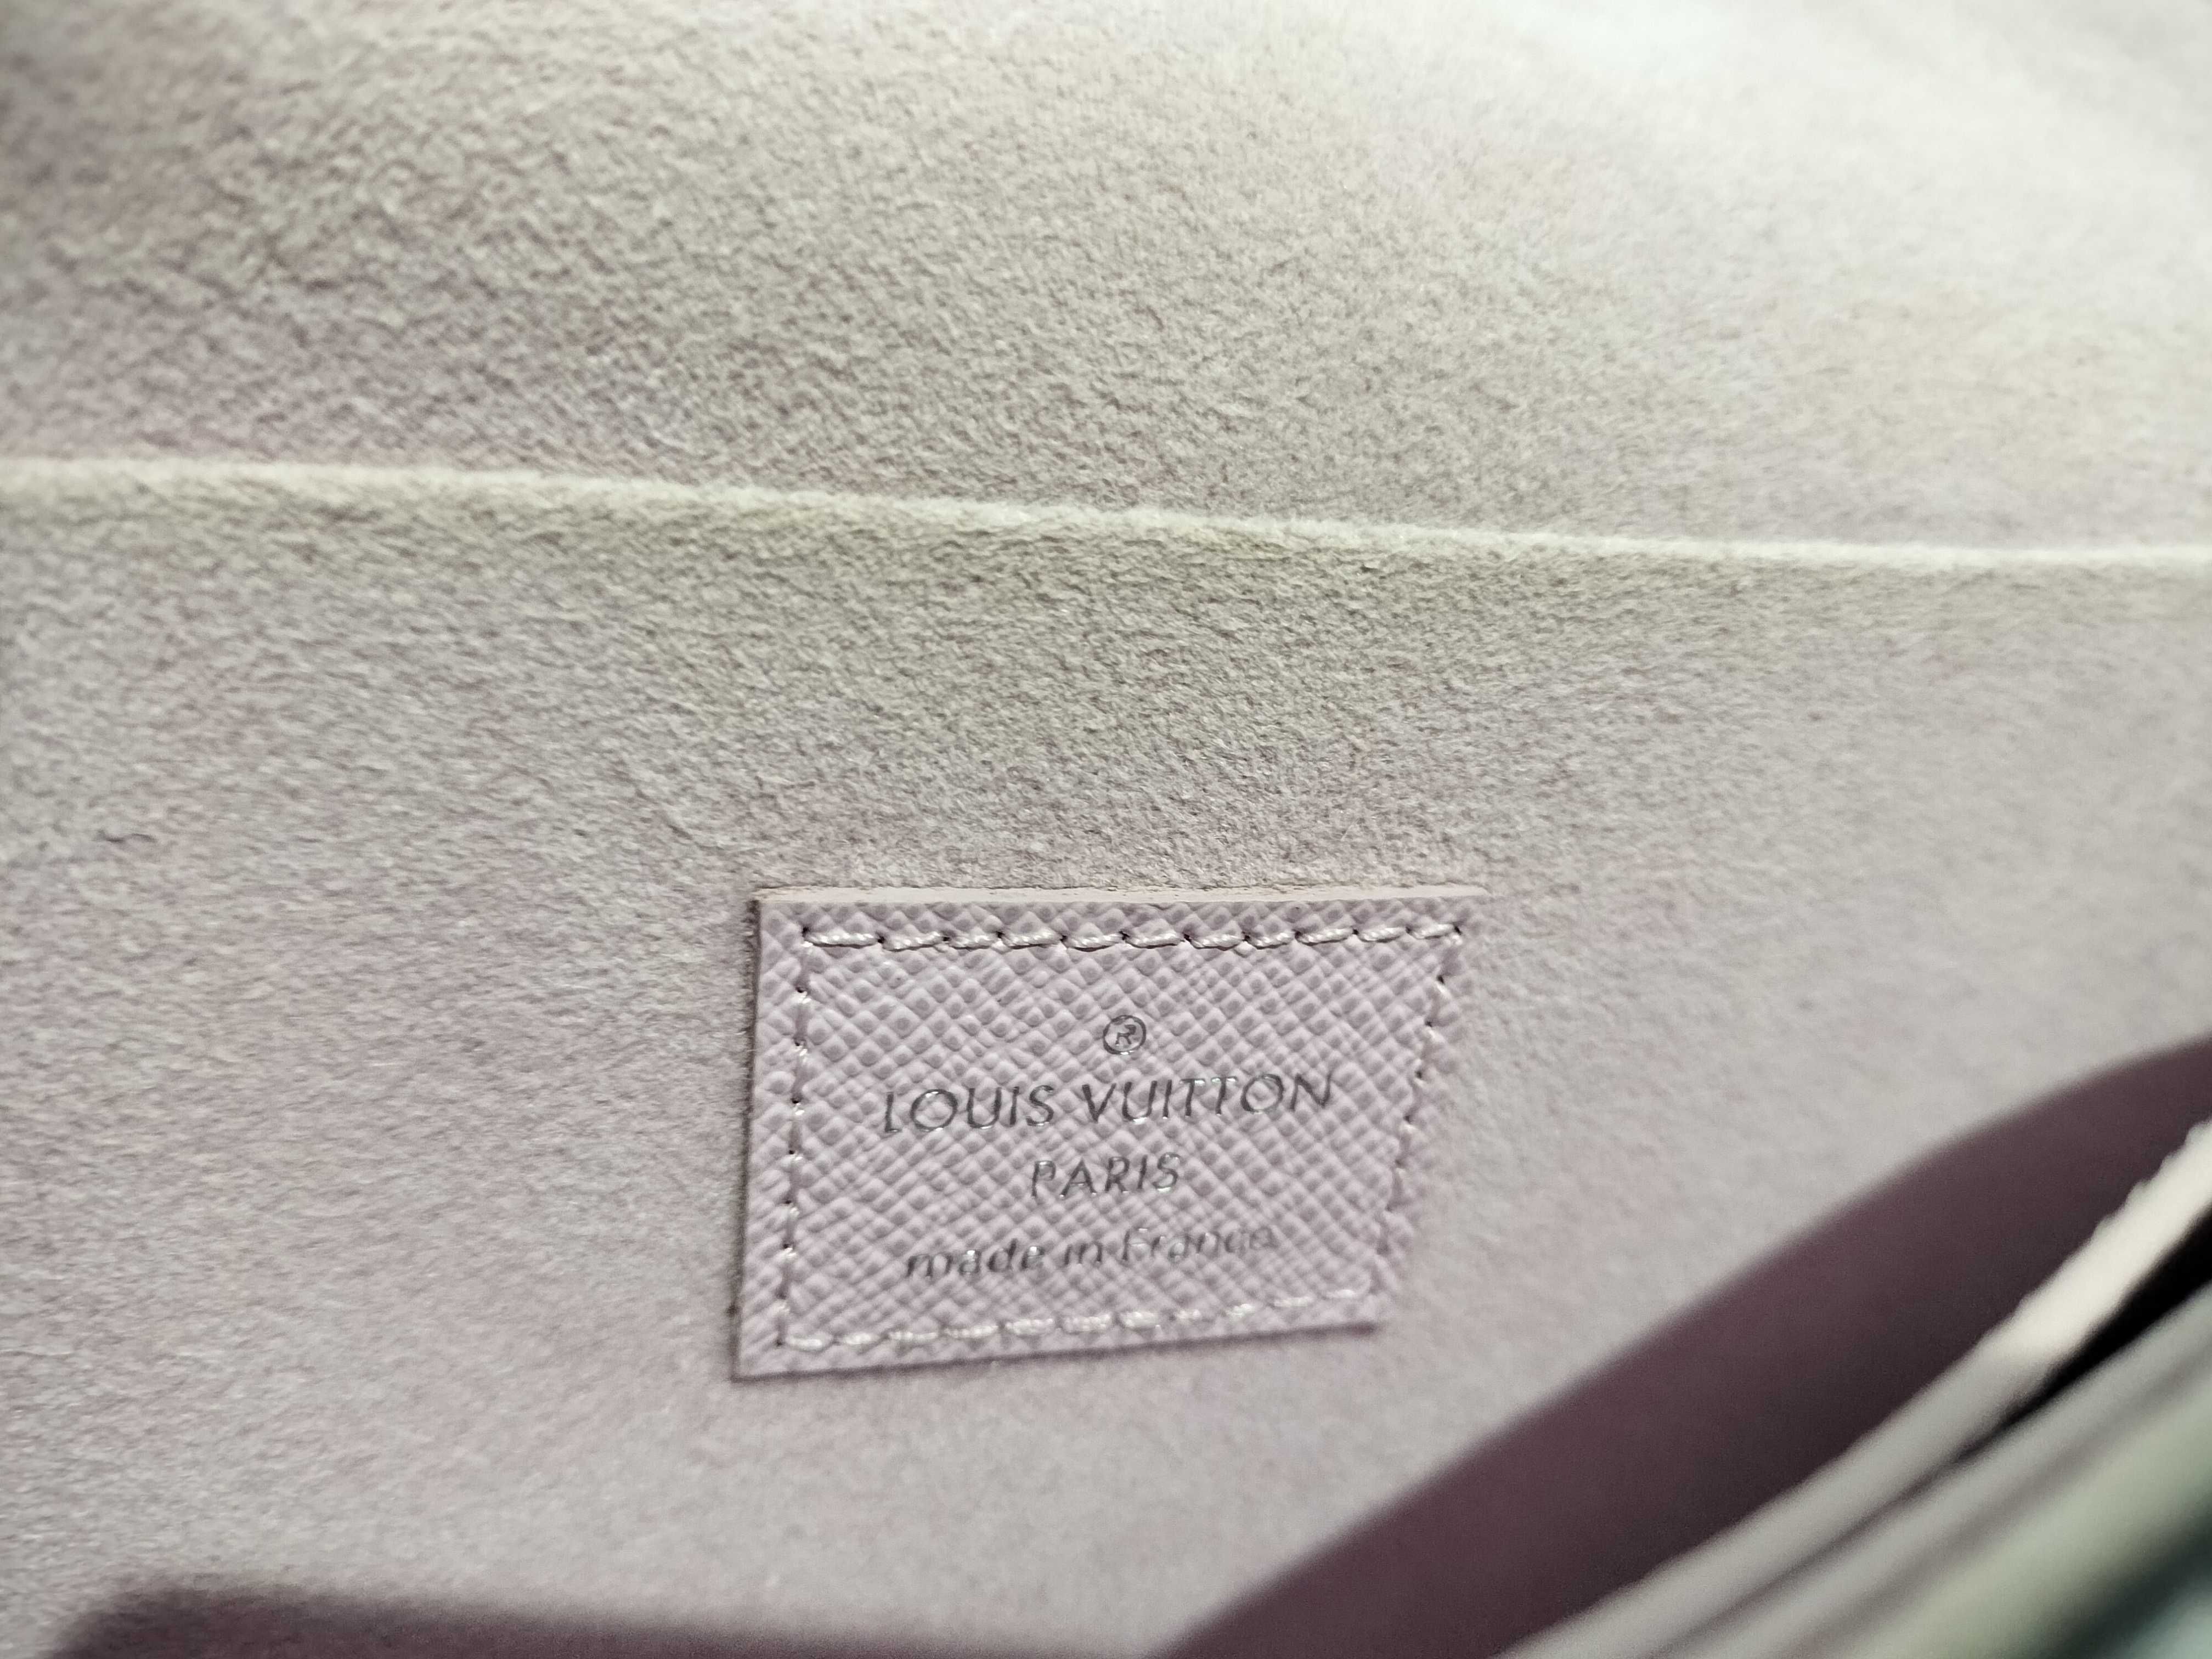 ®
LOUIS VUITTON
PARIS
made in France